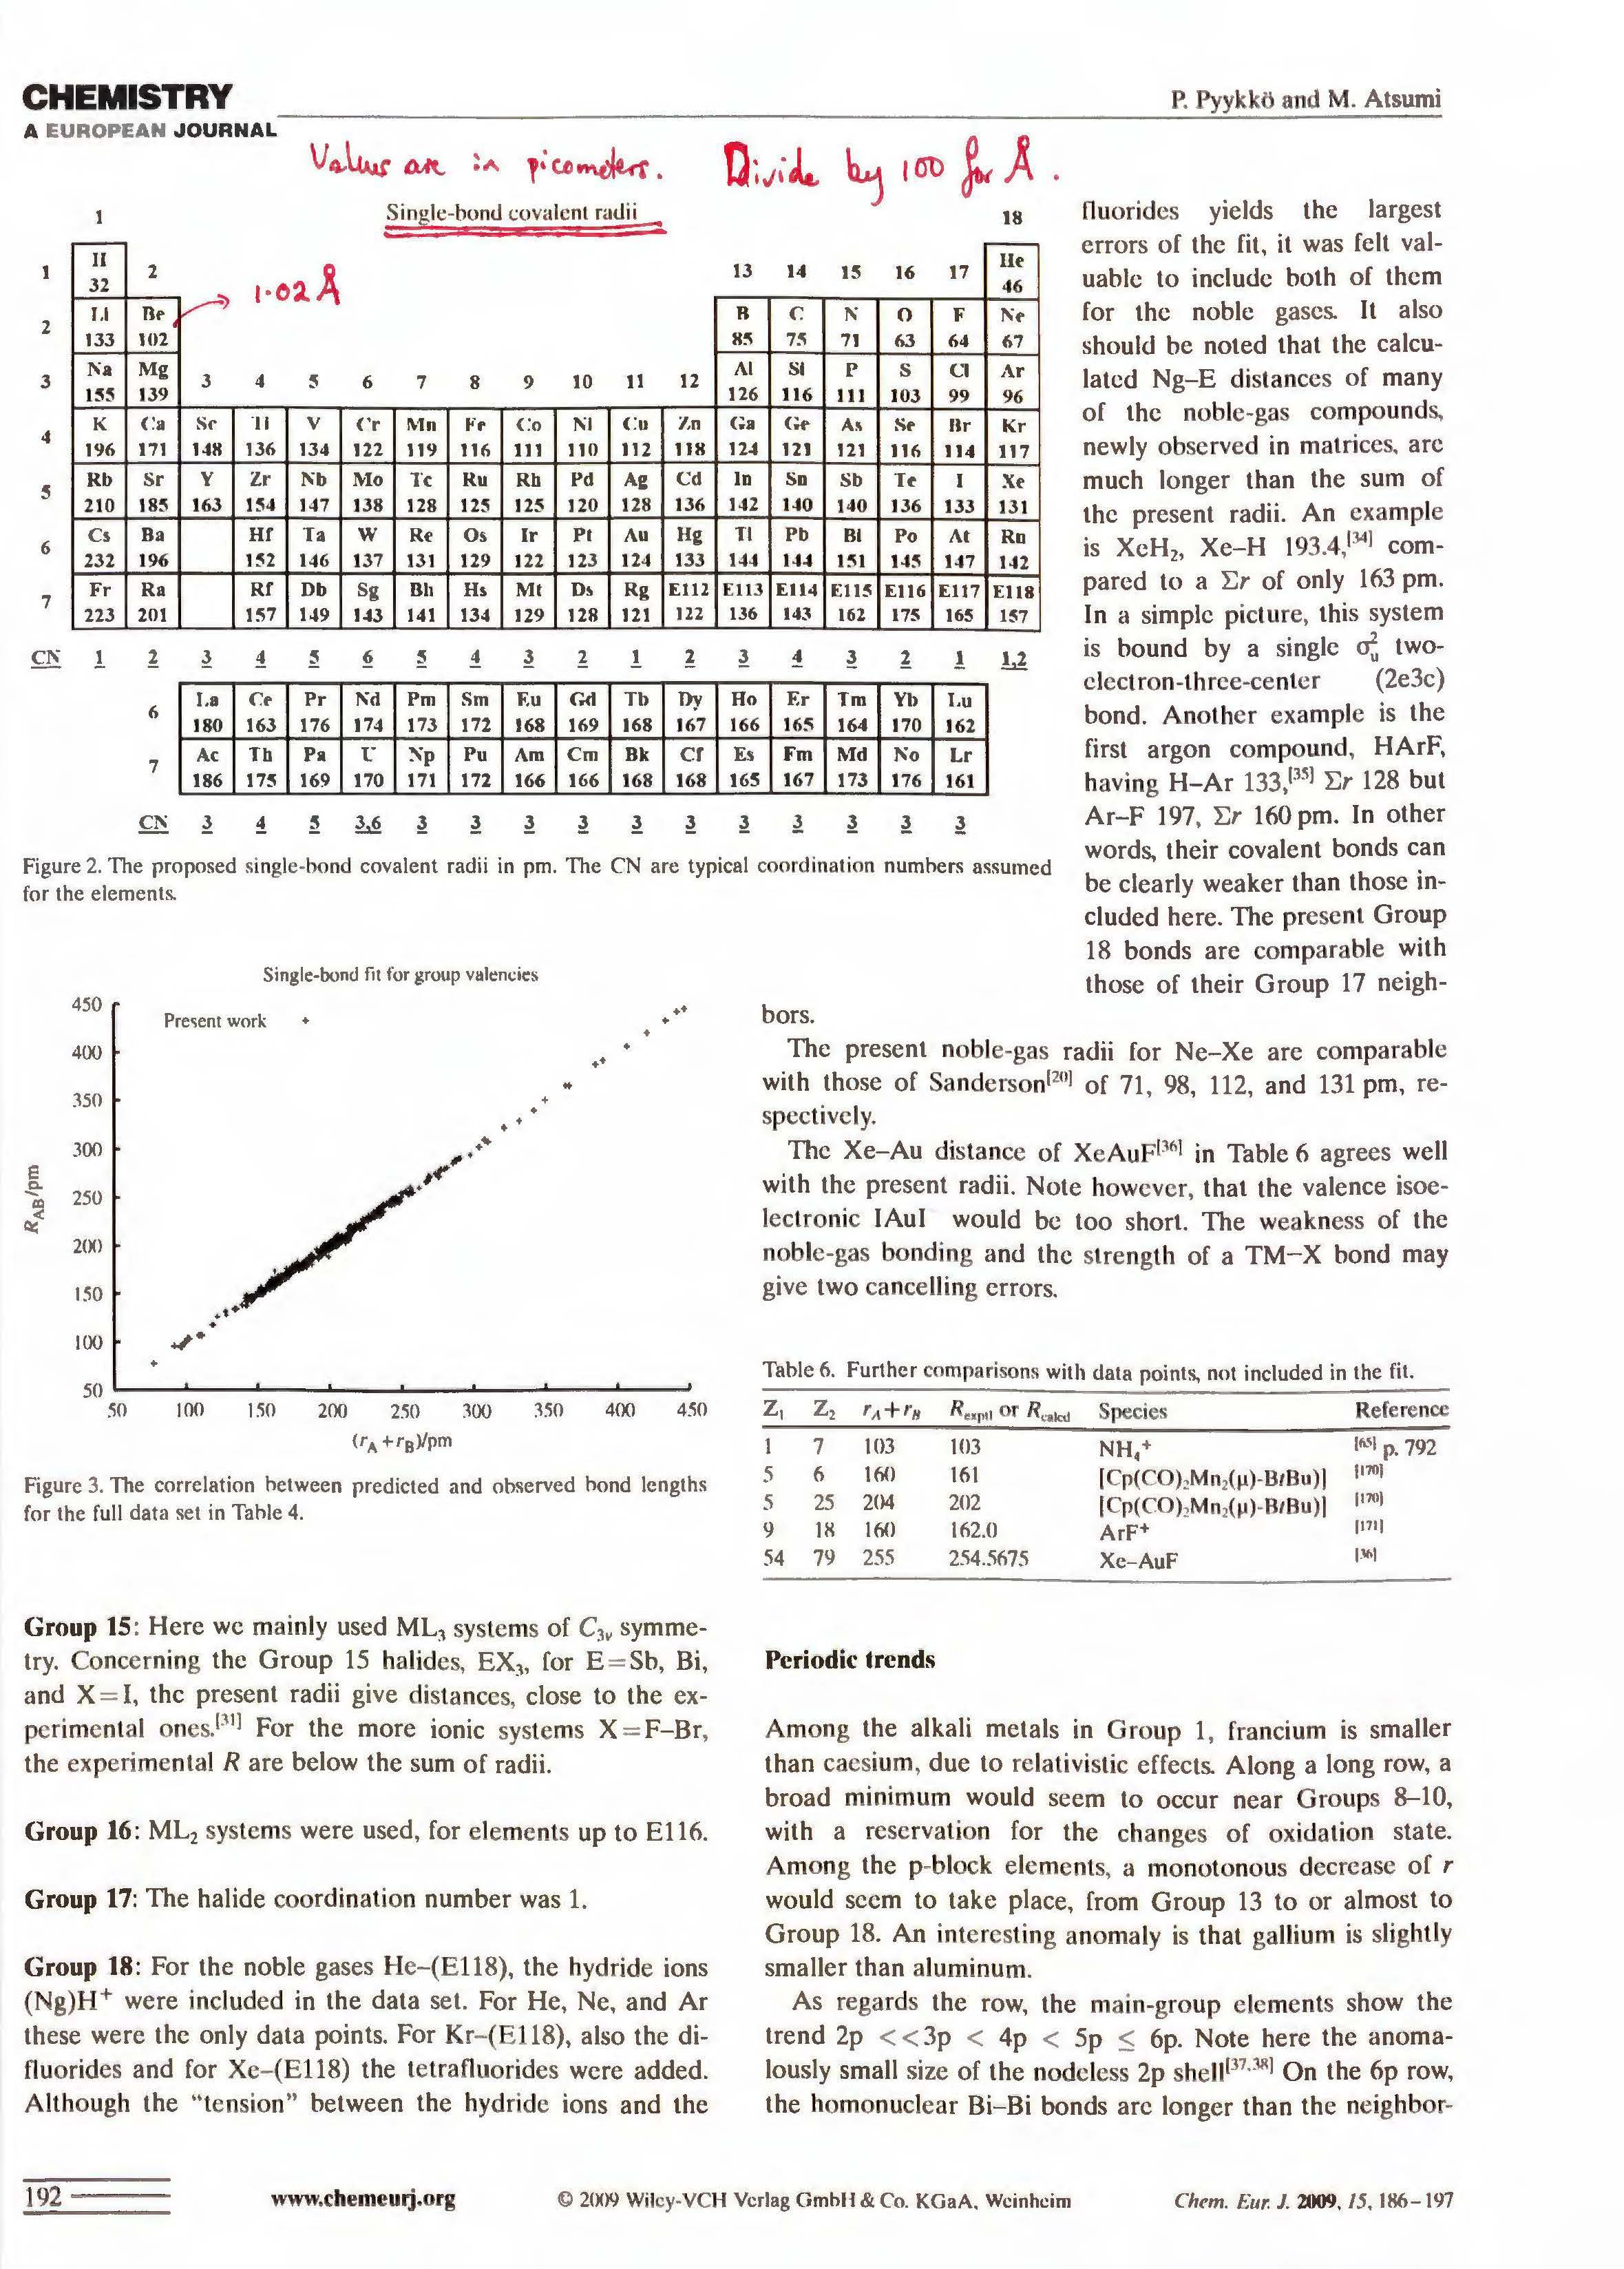 CHEMISTRY
A EUROPEAN JOURNAL
P. Pyykkö and M. Atsumi
Values are in picometers. Divide by 100 for Å.
Single-bond covalent radii
1 18
1 H 2 13 14 15 16 17 He
32 46
1.02 Å
2 Li Be B C N O F Ne
133 102 85 75 71 63 64 67
3 Na Mg 3 4 5 6 7 8 9 10 11 12 Al Si P S Cl Ar
155 139 126 116 111 103 99 96
4 K Ca Sc Ti V Cr Mn Fe Co Ni Cu Zn Ga Ge As Se Br Kr
196 171 148 136 134 122 119 116 111 110 112 118 124 121 121 116 114 117
5 Rb Sr Y Zr Nb Mo Tc Ru Rh Pd Ag Cd In Sn Sb Te I Xe
210 185 163 154 147 138 128 125 125 120 128 136 142 140 140 136 133 131
6 Cs Ba Hf Ta W Re Os Ir Pt Au Hg Tl Pb Bi Po At Rn
232 196 152 146 137 131 129 122 123 124 133 144 144 151 145 147 142
7 Fr Ra Rf Db Sg Bh Hs Mt Ds Rg E112 E113 E114 E115 E116 E117 E118
223 201 157 149 143 141 134 129 128 121 122 136 143 162 175 165 157
CN 1 2 3 4 5 6 5 4 3 2 1 2 3 4 3 2 1 1,2
6 La Ce Pr Nd Pm Sm Eu Gd Tb Dy Ho Er Tm Yb Lu
180 163 176 174 173 172 168 169 168 167 166 165 164 170 162
7 Ac Th Pa U Np Pu Am Cm Bk Cf Es Fm Md No Lr
186 175 169 170 171 172 166 166 168 168 165 167 173 176 161
CN 3 4 5 3,6 3 3 3 3 3 3 3 3 3 3 3
Figure 2. The proposed single-bond covalent radii in pm. The CN are typical coordination numbers assumed
for the elements.
Single-bond fit for group valencies
Present work
450
400
350
300
250
200
150
100
50
R_AB/pm
50 100 150 200 250 300 350 400 450
(r_A + r_B)/pm
Figure 3. The correlation between predicted and observed bond lengths
for the full data set in Table 4.
Group 15: Here we mainly used ML₃ systems of C₃ᵥ symme-
try. Concerning the Group 15 halides, EX₃, for E=Sb, Bi,
and X=I, the present radii give distances, close to the ex-
perimental ones.[31] For the more ionic systems X=F–Br,
the experimental R are below the sum of radii.
Group 16: ML₂ systems were used, for elements up to E116.
Group 17: The halide coordination number was 1.
Group 18: For the noble gases He–(E118), the hydride ions
(Ng)H⁺ were included in the data set. For He, Ne, and Ar
these were the only data points. For Kr–(E118), also the di-
fluorides and for Xe–(E118) the tetrafluorides were added.
Although the “tension” between the hydride ions and the
fluorides yields the largest
errors of the fit, it was felt val-
uable to include both of them
for the noble gases. It also
should be noted that the calcu-
lated Ng–E distances of many
of the noble-gas compounds,
newly observed in matrices, are
much longer than the sum of
the present radii. An example
is XeH₂, Xe–H 193.4,[34] com-
pared to a Σr of only 163 pm.
In a simple picture, this system
is bound by a single σ²ᵤ two-
electron-three-center (2e3c)
bond. Another example is the
first argon compound, HArF,
having H–Ar 133,[35] Σr 128 but
Ar–F 197, Σr 160 pm. In other
words, their covalent bonds can
be clearly weaker than those in-
cluded here. The present Group
18 bonds are comparable with
those of their Group 17 neigh-
bors.
The present noble-gas radii for Ne–Xe are comparable
with those of Sanderson[20] of 71, 98, 112, and 131 pm, re-
spectively.
The Xe–Au distance of XeAuF[36] in Table 6 agrees well
with the present radii. Note however, that the valence isoe-
lectronic IAuI would be too short. The weakness of the
noble-gas bonding and the strength of a TM–X bond may
give two cancelling errors.
Table 6. Further comparisons with data points, not included in the fit.
Z₁ Z₂ r_A+r_B R_exptl or R_calcd Species Reference
1 7 103 103 NH₄⁺ [65] p. 792
5 6 160 161 [Cp(CO)₂Mn₂(μ)-BtBu)] [170]
5 25 204 202 [Cp(CO)₂Mn₂(μ)-BtBu)] [170]
9 18 160 162.0 ArF⁺ [171]
54 79 255 254.5675 Xe–AuF [36]
Periodic trends
Among the alkali metals in Group 1, francium is smaller
than caesium, due to relativistic effects. Along a long row, a
broad minimum would seem to occur near Groups 8–10,
with a reservation for the changes of oxidation state.
Among the p-block elements, a monotonous decrease of r
would seem to take place, from Group 13 to or almost to
Group 18. An interesting anomaly is that gallium is slightly
smaller than aluminum.
As regards the row, the main-group elements show the
trend 2p <<3p < 4p < 5p ≤ 6p. Note here the anoma-
lously small size of the nodeless 2p shell[37,38] On the 6p row,
the homonuclear Bi–Bi bonds are longer than the neighbor-
192 www.chemeurj.org © 2009 Wiley-VCH Verlag GmbH & Co. KGaA, Weinheim Chem. Eur. J. 2009, 15, 186–197